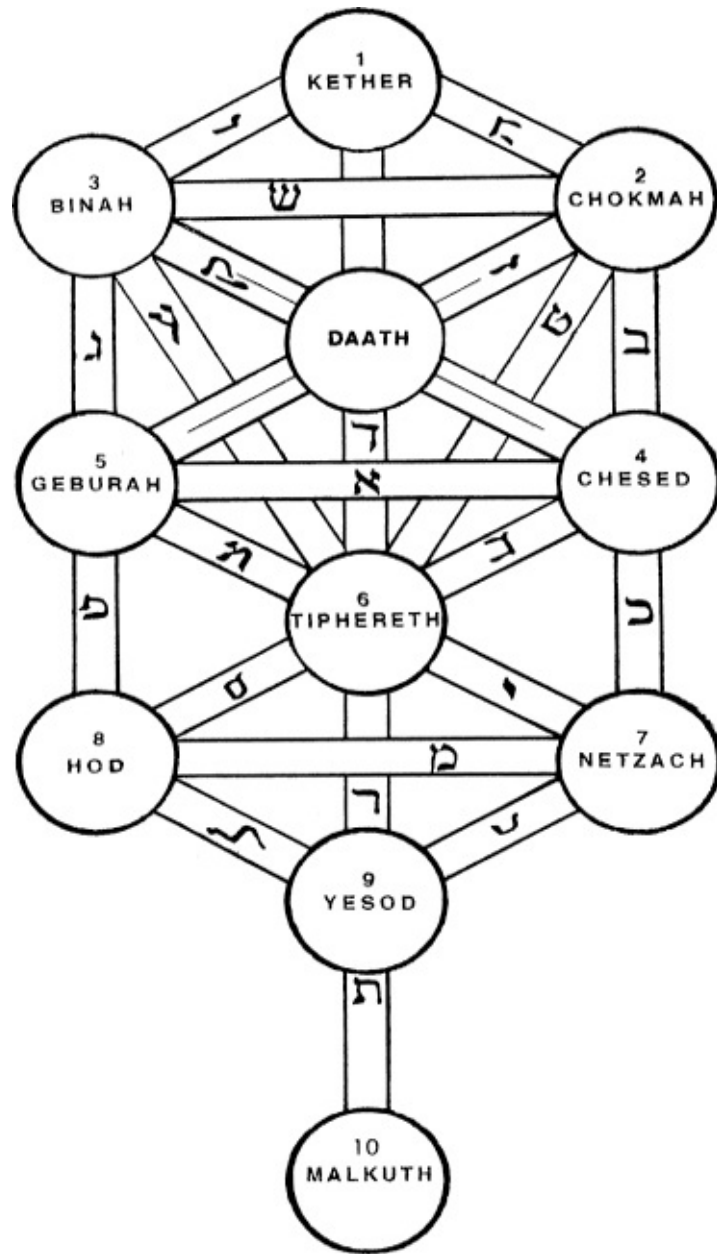 1
KETHER
2
CHOKMAH
3
BINAH
ש
DAATH
ד
4
CHESED
א
5
GEBURAH
ב
6
TIPHERETH
ט
ס
י
7
NETZACH
מ
8
HOD
ר
ל
9
YESOD
ת
10
MALKUTH